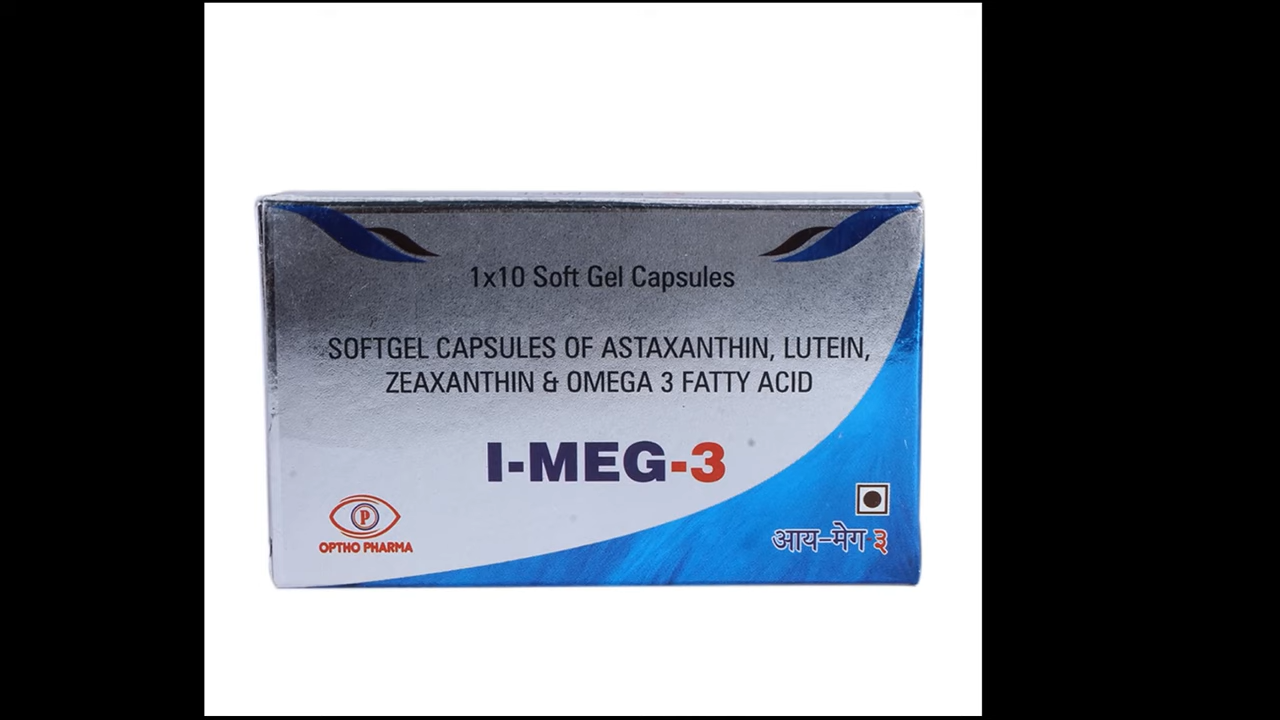 1x10 Soft Gel Capsules
SOFTGEL CAPSULES OF ASTAXANTHIN, LUTEIN,
ZEAXANTHIN & OMEGA 3 FATTY ACID
I-MEG-3
P
OPTHO PHARMA
आय-मेग ३